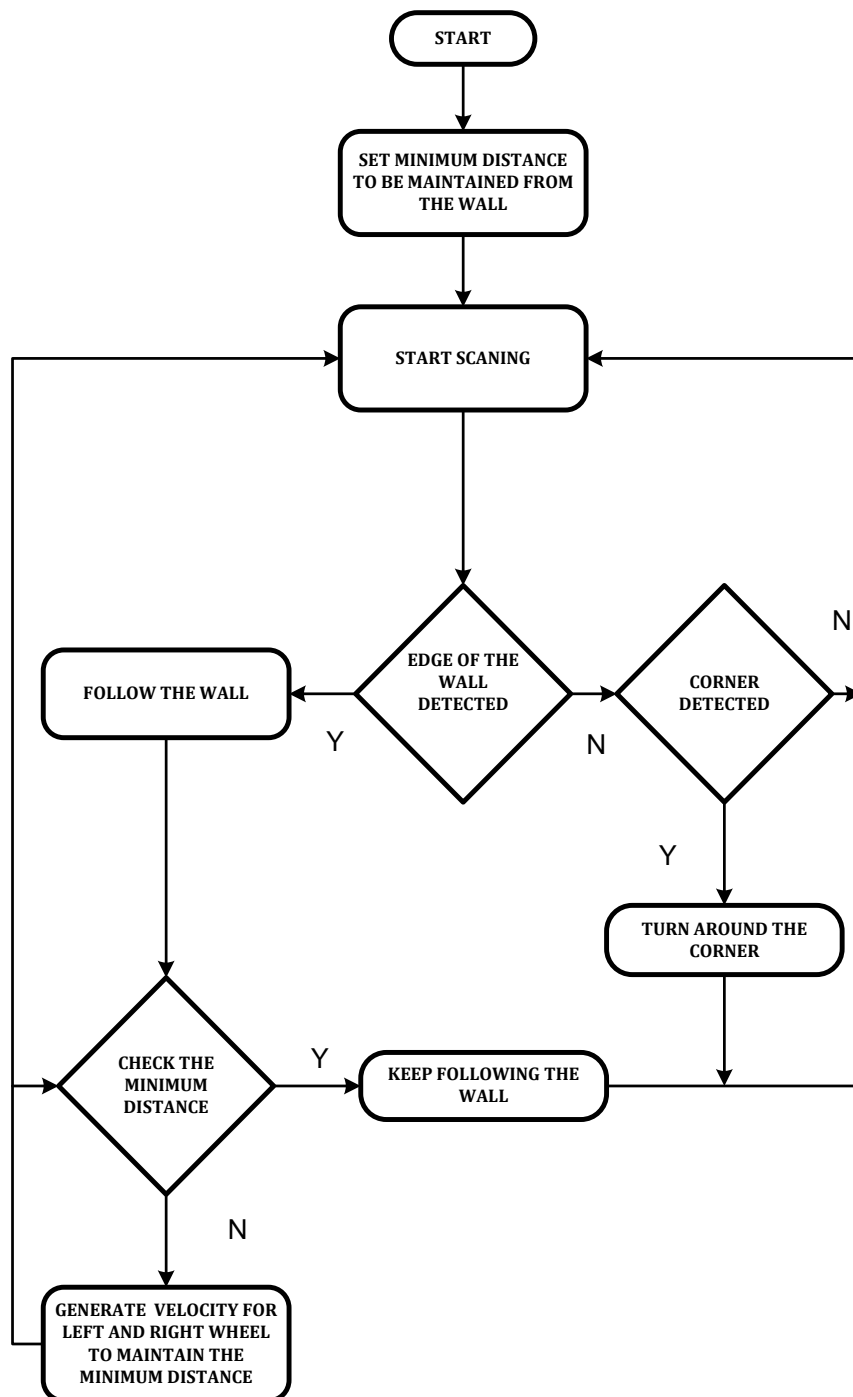 START
SET MINIMUM DISTANCE
TO BE MAINTAINED FROM
THE WALL
START SCANING
EDGE OF THE
WALL
DETECTED
CORNER
DETECTED
N
FOLLOW THE WALL
Y
N
Y
TURN AROUND THE
CORNER
CHECK THE
MINIMUM
DISTANCE
Y
KEEP FOLLOWING THE
WALL
N
GENERATE VELOCITY FOR
LEFT AND RIGHT WHEEL
TO MAINTAIN THE
MINIMUM DISTANCE